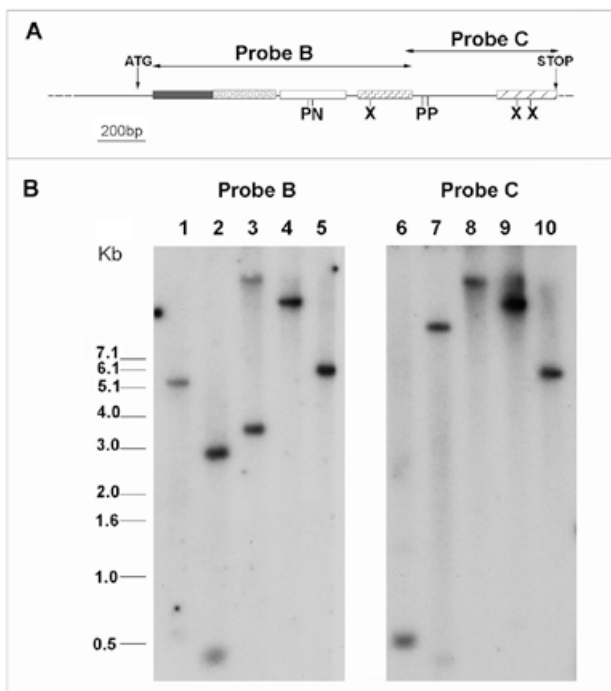 A
Probe B
Probe C
ATG
STOP
PN
X
PP
X X
200bp
B
Probe B
Probe C
1 2 3 4 5
6 7 8 9 10
Kb
7.1
6.1
5.1
4.0
3.0
2.0
1.6
1.0
0.5